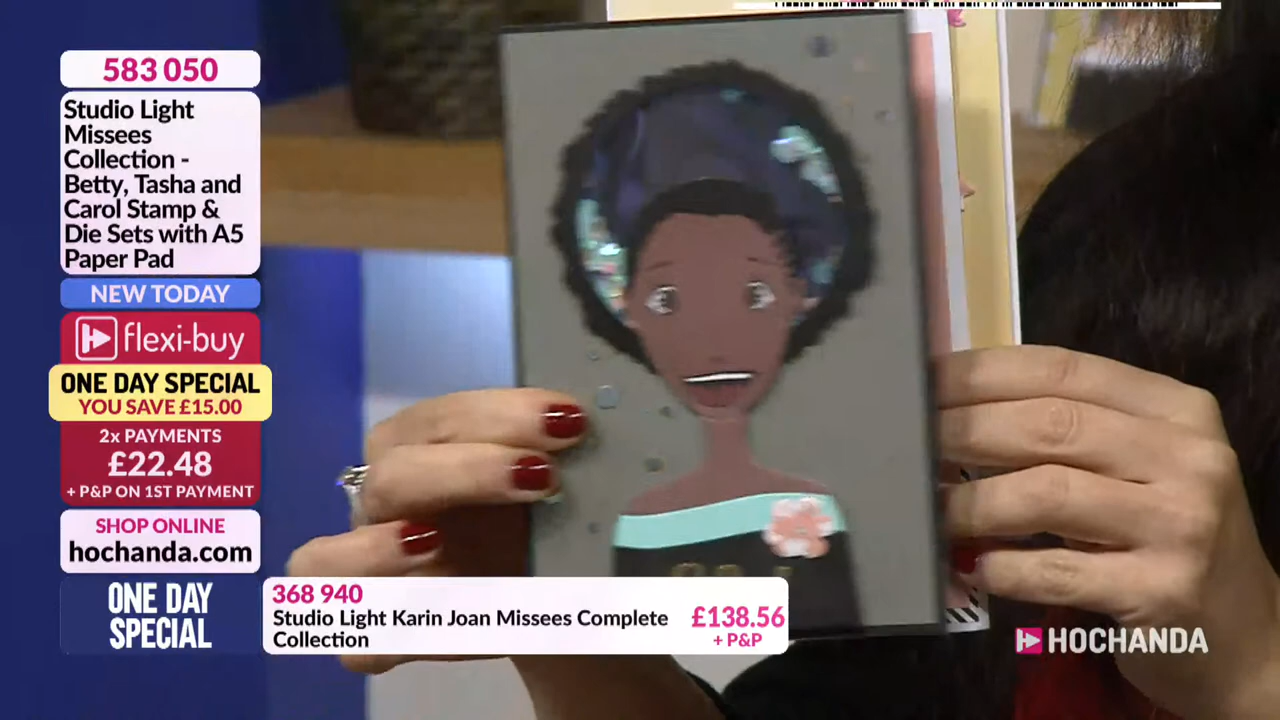 583 050
Studio Light
Missees
Collection -
Betty, Tasha and
Carol Stamp &
Die Sets with A5
Paper Pad
NEW TODAY
flexi-buy
ONE DAY SPECIAL
YOU SAVE £15.00
2x PAYMENTS
£22.48
+ P&P ON 1ST PAYMENT
SHOP ONLINE
hochanda.com
ONE DAY
SPECIAL
368 940
Studio Light Karin Joan Missees Complete
Collection
£138.56
+ P&P
HOCHANDA